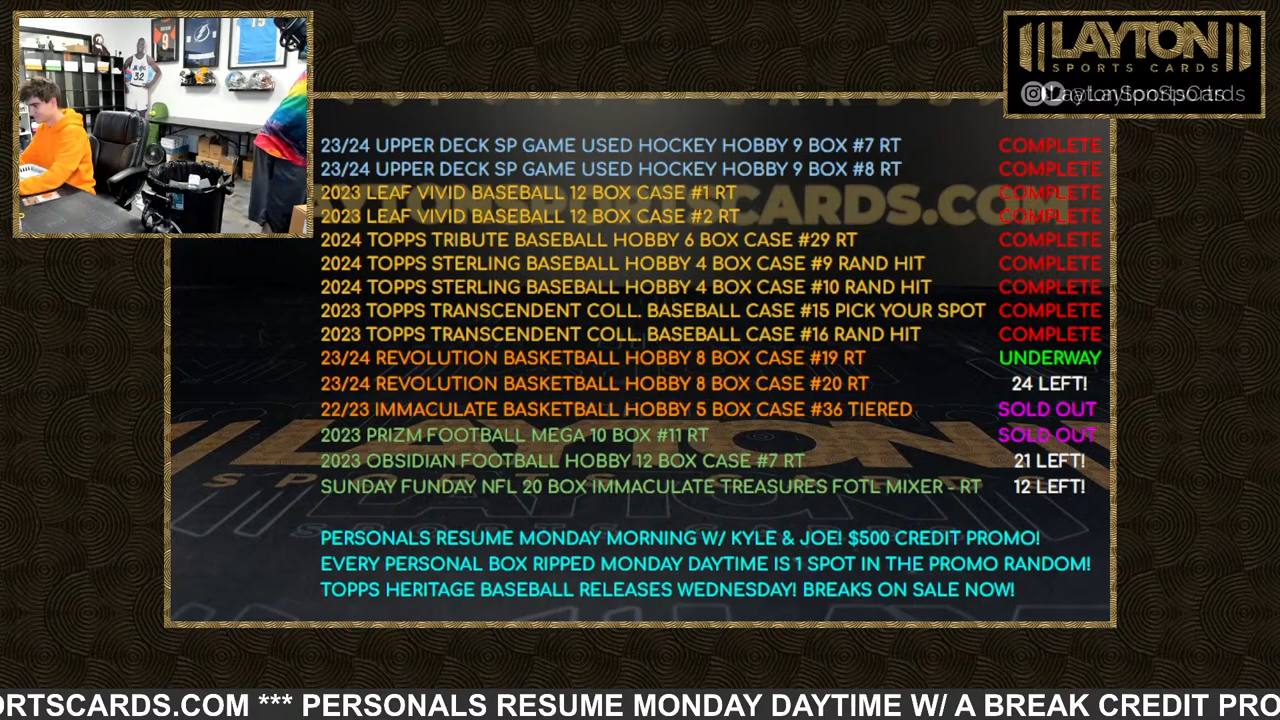 LAYTON
SPORTS CARDS
23/24 UPPER DECK SP GAME USED HOCKEY HOBBY 9 BOX #7 RT COMPLETE
23/24 UPPER DECK SP GAME USED HOCKEY HOBBY 9 BOX #8 RT COMPLETE
2023 LEAF VIVID BASEBALL 12 BOX CASE #1 RT COMPLETE
2023 LEAF VIVID BASEBALL 12 BOX CASE #2 RT COMPLETE
2024 TOPPS TRIBUTE BASEBALL HOBBY 6 BOX CASE #29 RT COMPLETE
2024 TOPPS STERLING BASEBALL HOBBY 4 BOX CASE #9 RAND HIT COMPLETE
2024 TOPPS STERLING BASEBALL HOBBY 4 BOX CASE #10 RAND HIT COMPLETE
2023 TOPPS TRANSCENDENT COLL. BASEBALL CASE #15 PICK YOUR SPOT COMPLETE
2023 TOPPS TRANSCENDENT COLL. BASEBALL CASE #16 RAND HIT COMPLETE
23/24 REVOLUTION BASKETBALL HOBBY 8 BOX CASE #19 RT UNDERWAY
23/24 REVOLUTION BASKETBALL HOBBY 8 BOX CASE #20 RT 24 LEFT!
22/23 IMMACULATE BASKETBALL HOBBY 5 BOX CASE #36 TIERED SOLD OUT
2023 PRIZM FOOTBALL MEGA 10 BOX #11 RT SOLD OUT
2023 OBSIDIAN FOOTBALL HOBBY 12 BOX CASE #7 RT 21 LEFT!
SUNDAY FUNDAY NFL 20 BOX IMMACULATE TREASURES FOTL MIXER - RT 12 LEFT!
PERSONALS RESUME MONDAY MORNING W/ KYLE & JOE! $500 CREDIT PROMO!
EVERY PERSONAL BOX RIPPED MONDAY DAYTIME IS 1 SPOT IN THE PROMO RANDOM!
TOPPS HERITAGE BASEBALL RELEASES WEDNESDAY! BREAKS ON SALE NOW!
ORTSCARDS.COM *** PERSONALS RESUME MONDAY DAYTIME W/ A BREAK CREDIT PRO